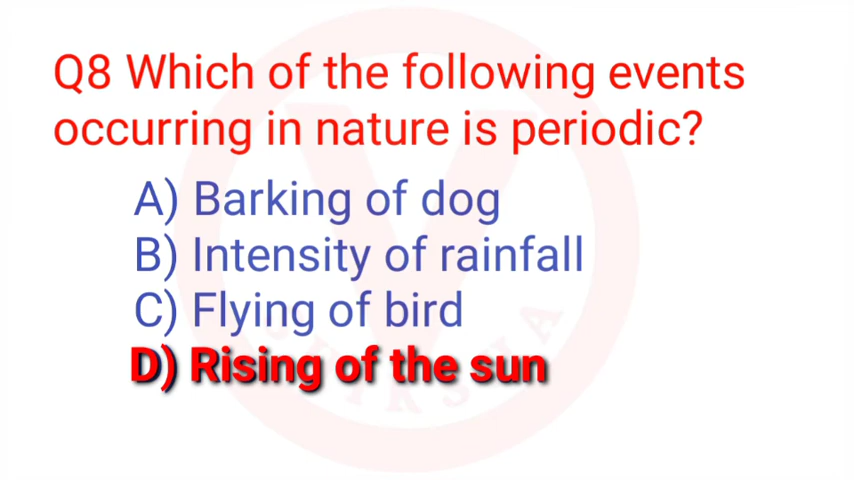 Q8 Which of the following events
occurring in nature is periodic?
A) Barking of dog
B) Intensity of rainfall
C) Flying of bird
D) Rising of the sun